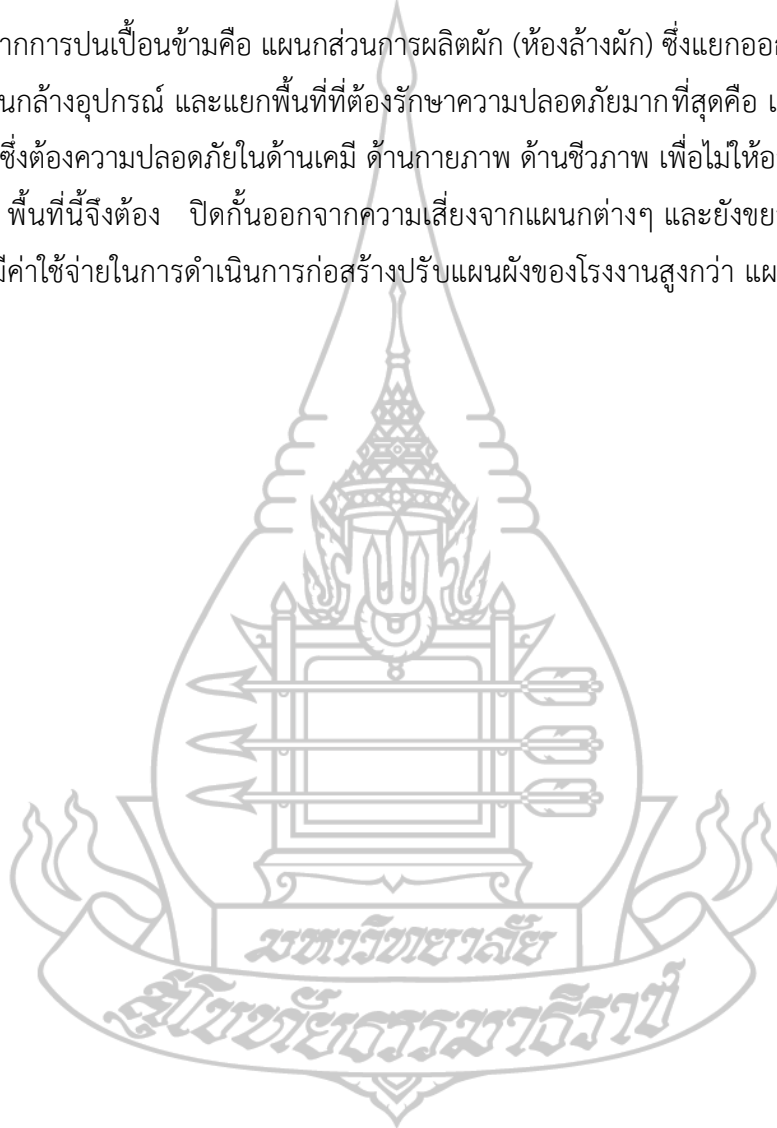 ากการปนเปื้อนข้ามคือ แผนกส่วนการผลิตผัก (ห้องล้างผัก) ซึ่งแยกออก
นกล้างอุปกรณ์ และแยกพื้นที่ที่ต้องรักษาความปลอดภัยมากที่สุดคือ
ซึ่งต้องความปลอดภัยในด้านเคมี ด้านกายภาพ ด้านชีวภาพ เพื่อไม่ให้อ
พื้นที่นี้จึงต้อง ปิดกั้นออกจากความเสี่ยงจากแผนกต่างๆ และยังขย
มีค่าใช้จ่ายในการดำเนินการก่อสร้างปรับแผนผังของโรงงานสูงกว่า แผ
มหาวิทยาลัย
สุโขทัยธรรมาธิราช